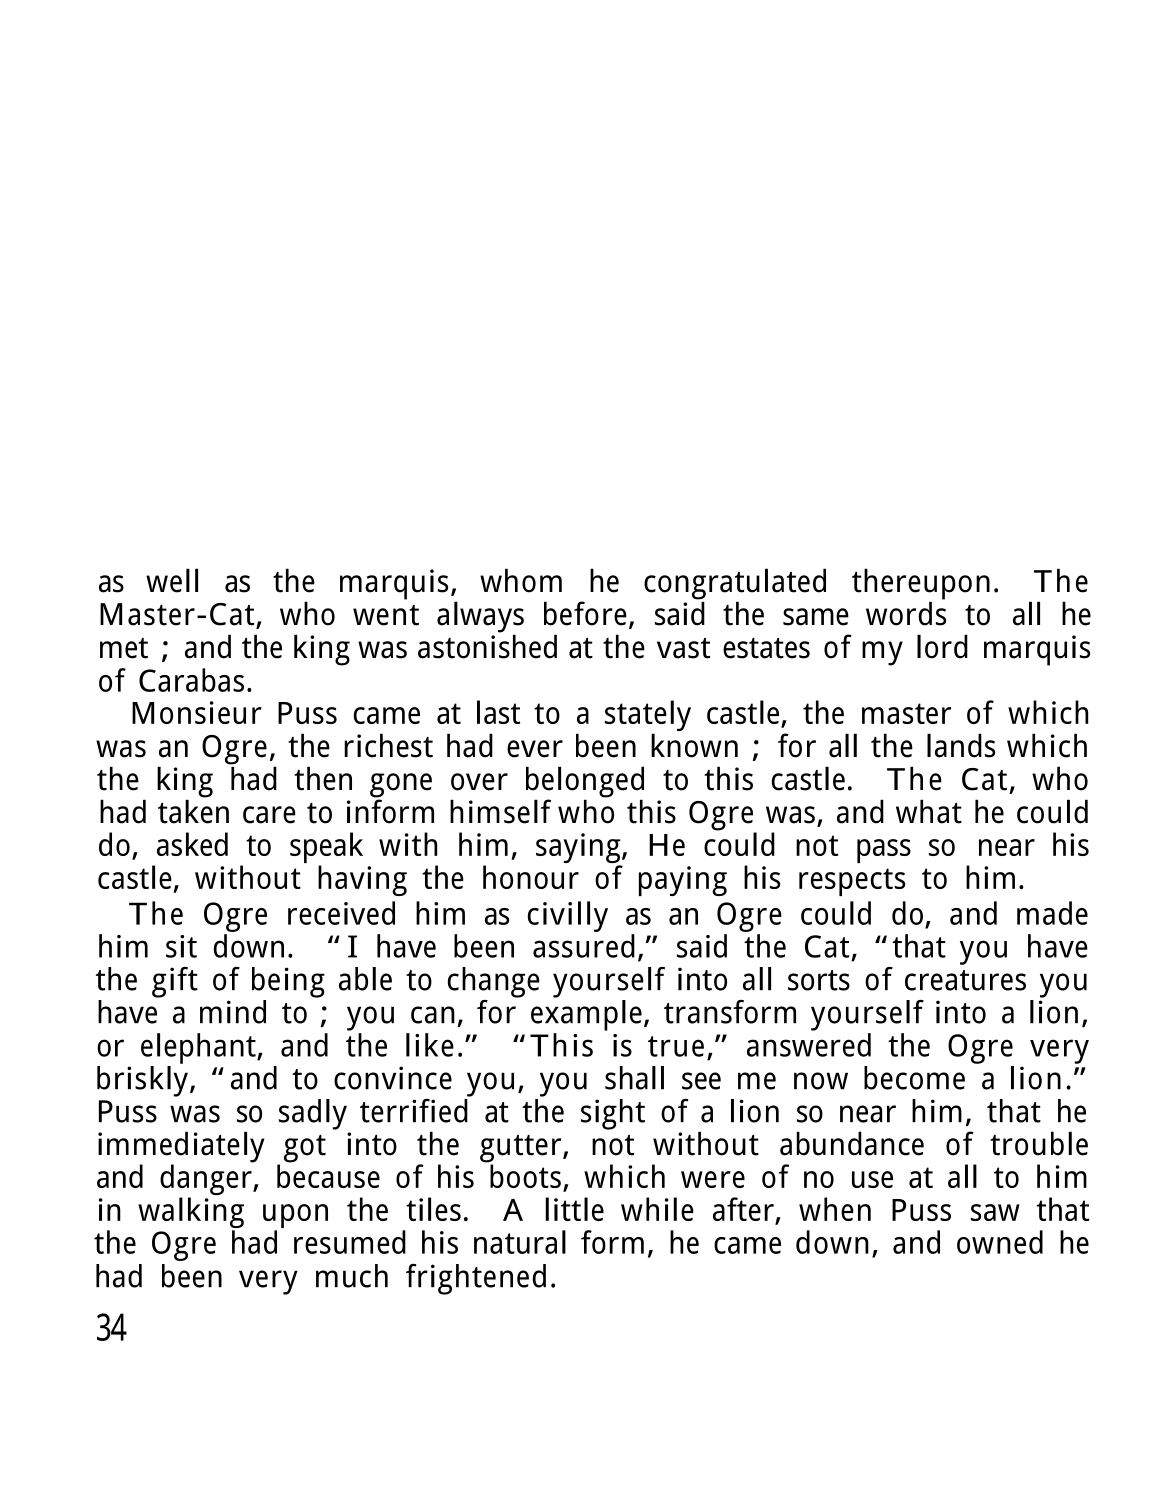 as well as the marquis, whom he congratulated thereupon. The
Master-Cat, who went always before, said the same words to all he
met ; and the king was astonished at the vast estates of my lord marquis
of Carabas.
Monsieur Puss came at last to a stately castle, the master of which
was an Ogre, the richest had ever been known ; for all the lands which
the king had then gone over belonged to this castle. The Cat, who
had taken care to inform himself who this Ogre was, and what he could
do, asked to speak with him, saying, He could not pass so near his
castle, without having the honour of paying his respects to him.
The Ogre received him as civilly as an Ogre could do, and made
him sit down. “ I have been assured,” said the Cat, “ that you have
the gift of being able to change yourself into all sorts of creatures you
have a mind to ; you can, for example, transform yourself into a lion,
or elephant, and the like.” “ This is true,” answered the Ogre very
briskly, “ and to convince you, you shall see me now become a lion.”
Puss was so sadly terrified at the sight of a lion so near him, that he
immediately got into the gutter, not without abundance of trouble
and danger, because of his boots, which were of no use at all to him
in walking upon the tiles. A little while after, when Puss saw that
the Ogre had resumed his natural form, he came down, and owned he
had been very much frightened.
34